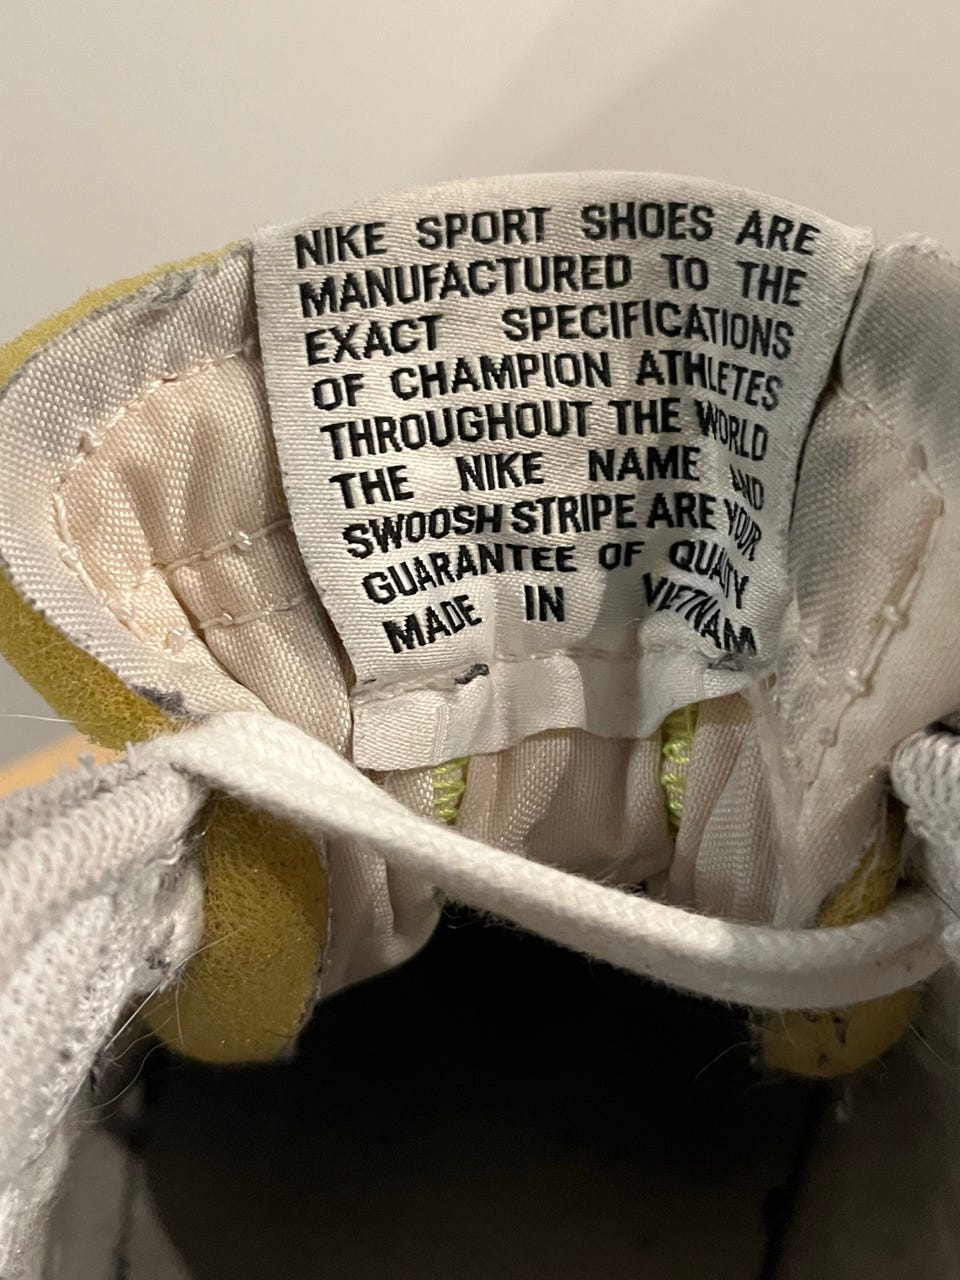 NIKE SPORT SHOES ARE
MANUFACTURED TO THE
EXACT SPECIFICATIONS
OF CHAMPION ATHLETES
THROUGHOUT THE WORLD
THE NIKE NAME AND
SWOOSH STRIPE ARE YOUR
GUARANTEE OF QUALITY
MADE IN VIETNAM